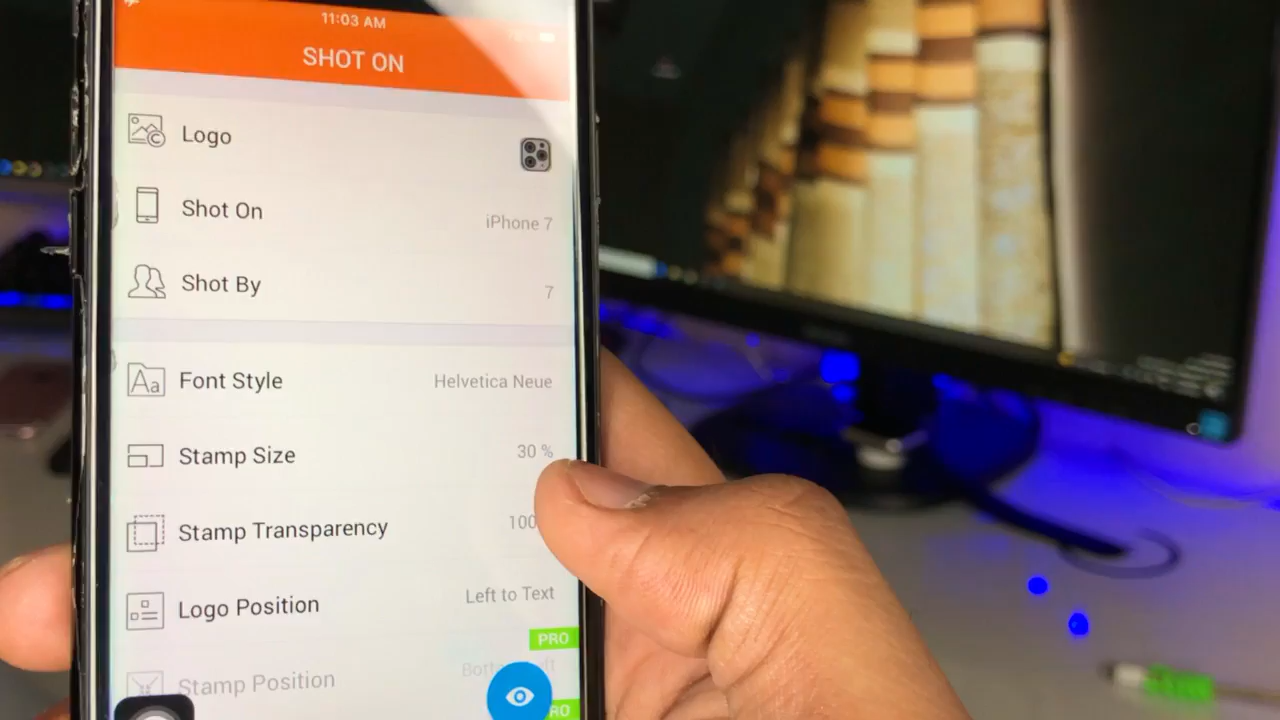 11:03 AM
SHOT ON
Logo
Shot On
iPhone 7
Shot By
7
Font Style
Helvetica Neue
Stamp Size
30 %
Stamp Transparency
100
Logo Position
Left to Text
PRO
Stamp Position